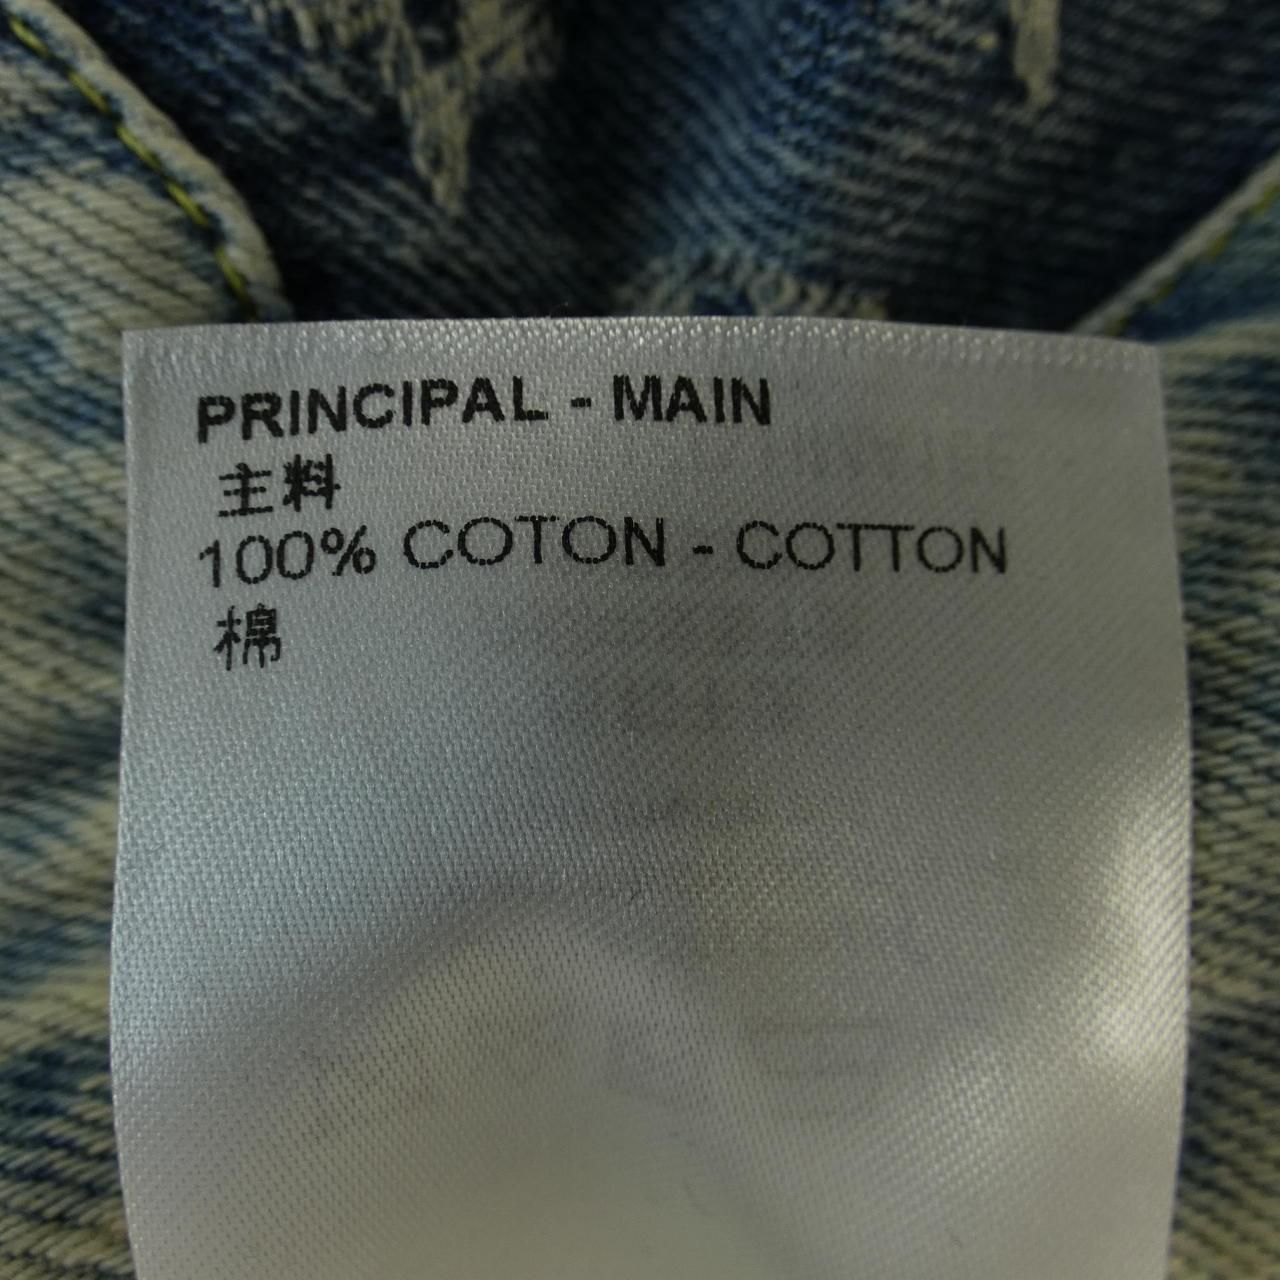 PRINCIPAL - MAIN
主料
100% COTON - COTTON
棉